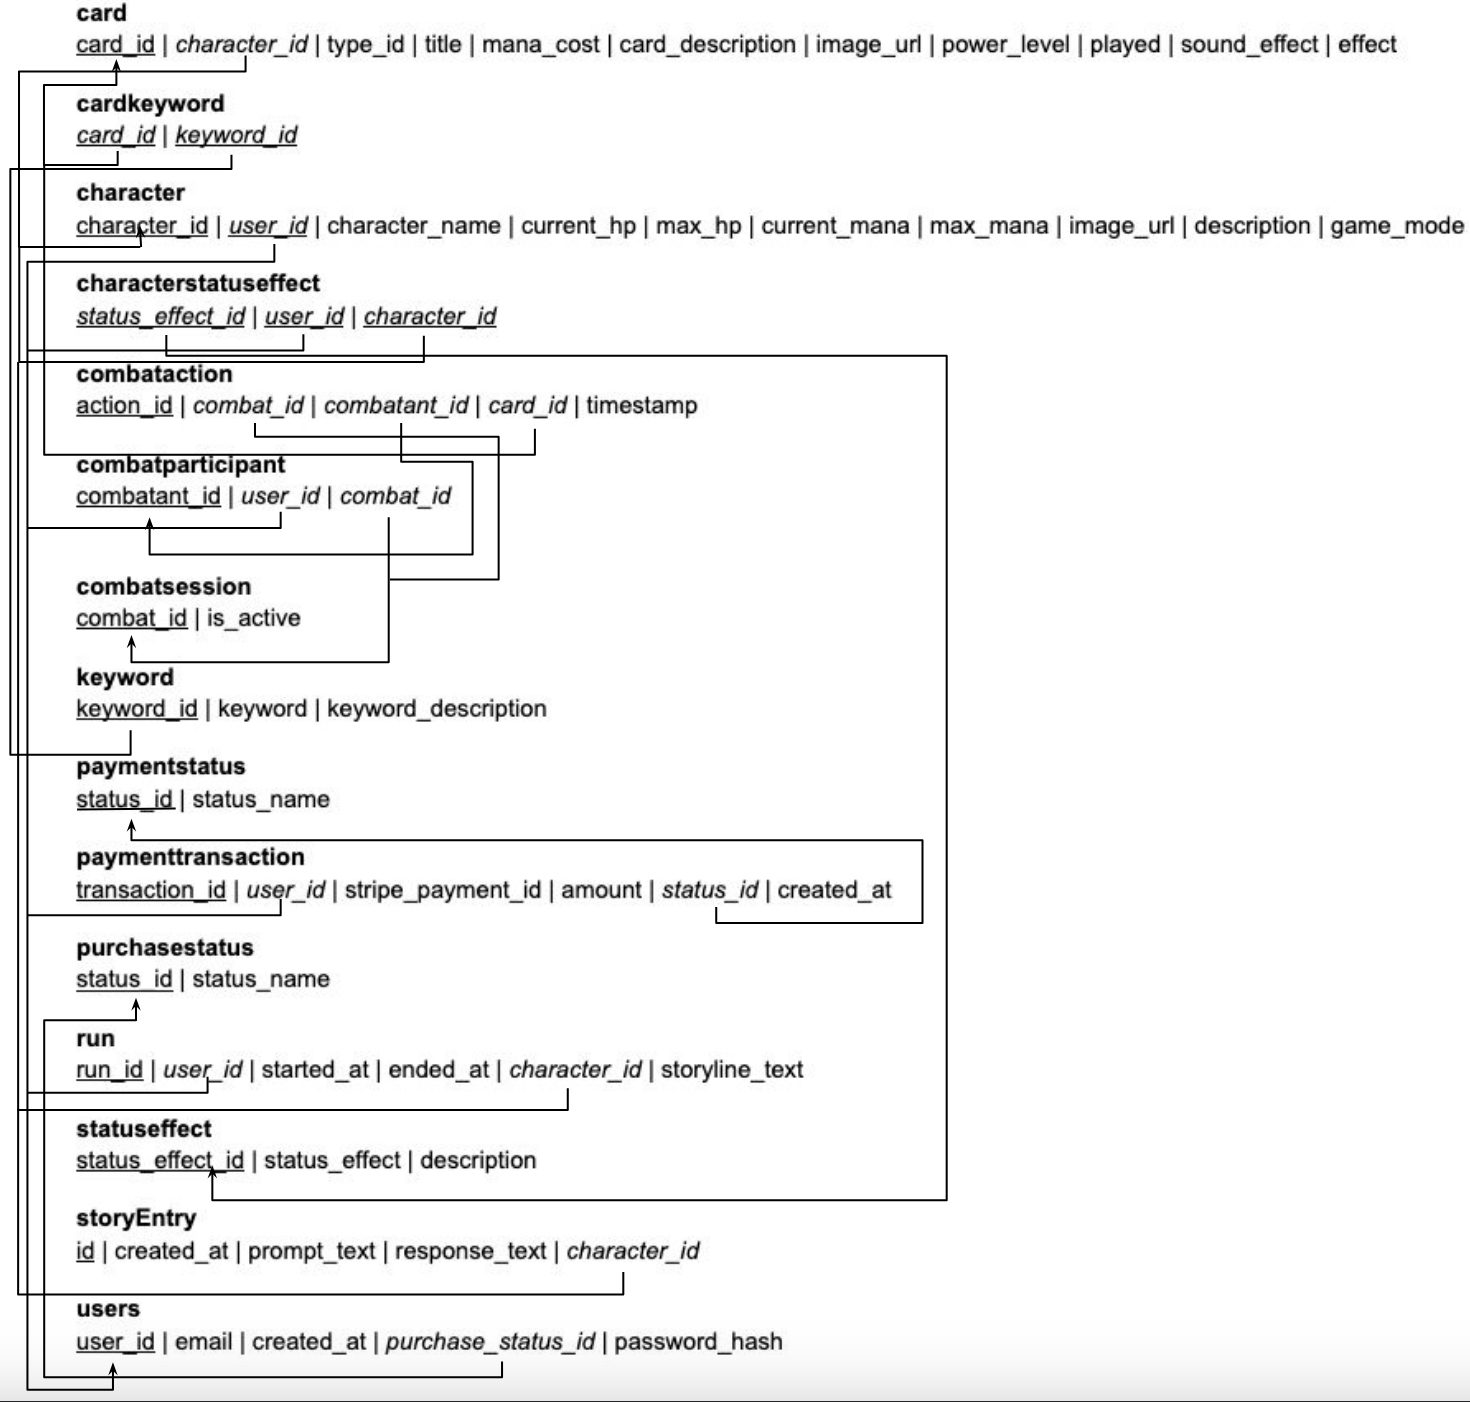 card
card_id | character_id | type_id | title | mana_cost | card_description | image_url | power_level | played | sound_effect | effect
cardkeyword
card_id | keyword_id
character
character_id | user_id | character_name | current_hp | max_hp | current_mana | max_mana | image_url | description | game_mode
characterstatuseffect
status_effect_id | user_id | character_id
combataction
action_id | combat_id | combatant_id | card_id | timestamp
combatparticipant
combatant_id | user_id | combat_id
combatsession
combat_id | is_active
keyword
keyword_id | keyword | keyword_description
paymentstatus
status_id | status_name
paymenttransaction
transaction_id | user_id | stripe_payment_id | amount | status_id | created_at
purchasestatus
status_id | status_name
run
run_id | user_id | started_at | ended_at | character_id | storyline_text
statuseffect
status_effect_id | status_effect | description
storyEntry
id | created_at | prompt_text | response_text | character_id
users
user_id | email | created_at | purchase_status_id | password_hash